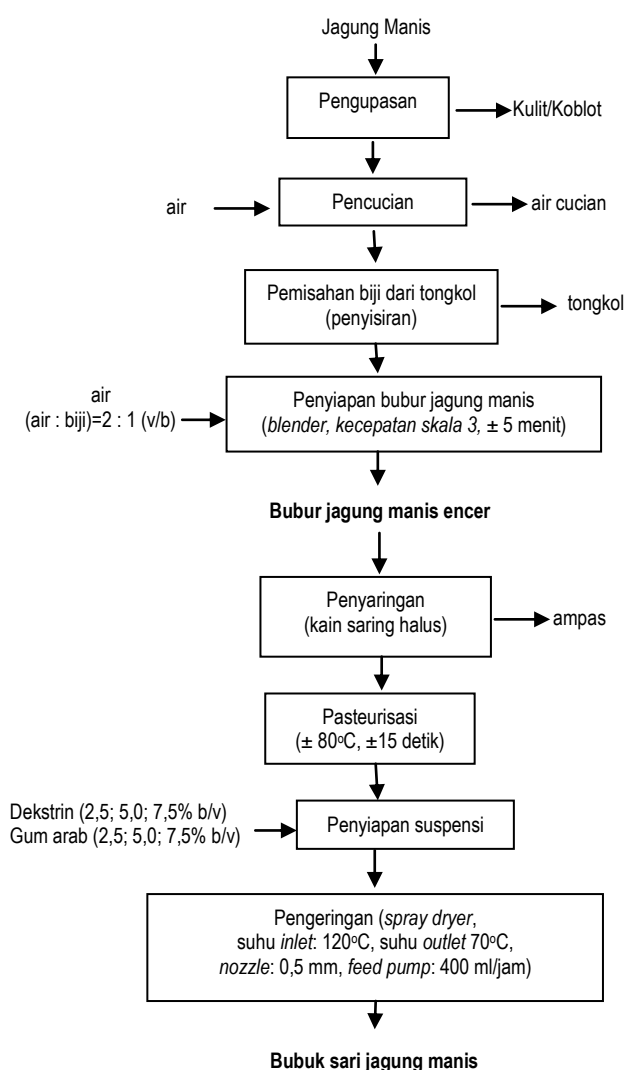 Jagung Manis
Pengupasan
Kulit/Koblot
air
Pencucian
air cucian
Pemisahan biji dari tongkol
(penyisiran)
tongkol
air
(air : biji)=2 : 1 (v/b)
Penyiapan bubur jagung manis
(blender, kecepatan skala 3, ± 5 menit)
Bubur jagung manis encer
Penyaringan
(kain saring halus)
ampas
Pasteurisasi
(± 80°C, ±15 detik)
Dekstrin (2,5; 5,0; 7,5% b/v)
Gum arab (2,5; 5,0; 7,5% b/v)
Penyiapan suspensi
Pengeringan (spray dryer,
suhu inlet: 120°C, suhu outlet 70°C,
nozzle: 0,5 mm, feed pump: 400 ml/jam)
Bubuk sari jagung manis